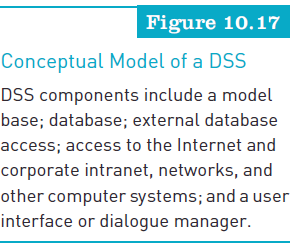 Figure 10.17
Conceptual Model of a DSS
DSS components include a model
base; database; external database
access; access to the Internet and
corporate intranet, networks, and
other computer systems; and a user
interface or dialogue manager.